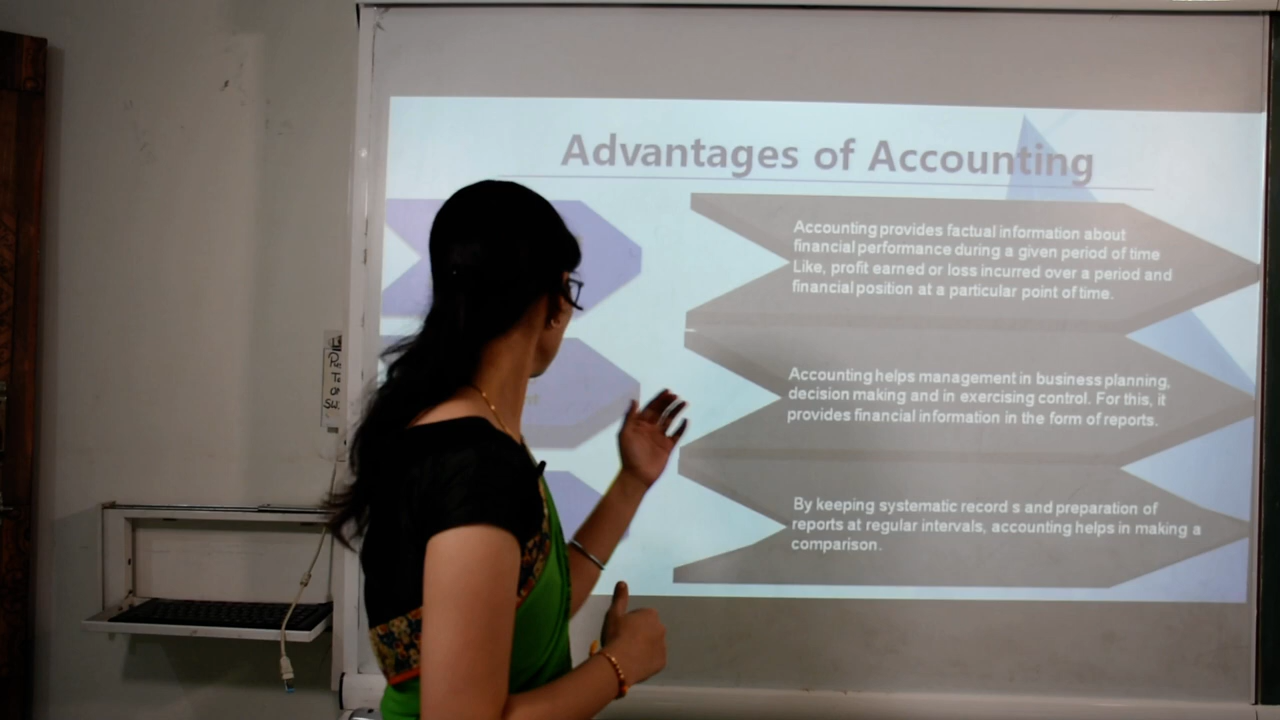 Advantages of Accounting
Accounting provides factual information about
financial performance during a given period of time
Like, profit earned or loss incurred over a period and
financial position at a particular point of time.
Accounting helps management in business planning,
decision making and in exercising control. For this, it
provides financial information in the form of reports.
By keeping systematic record s and preparation of
reports at regular intervals, accounting helps in making a
comparison.